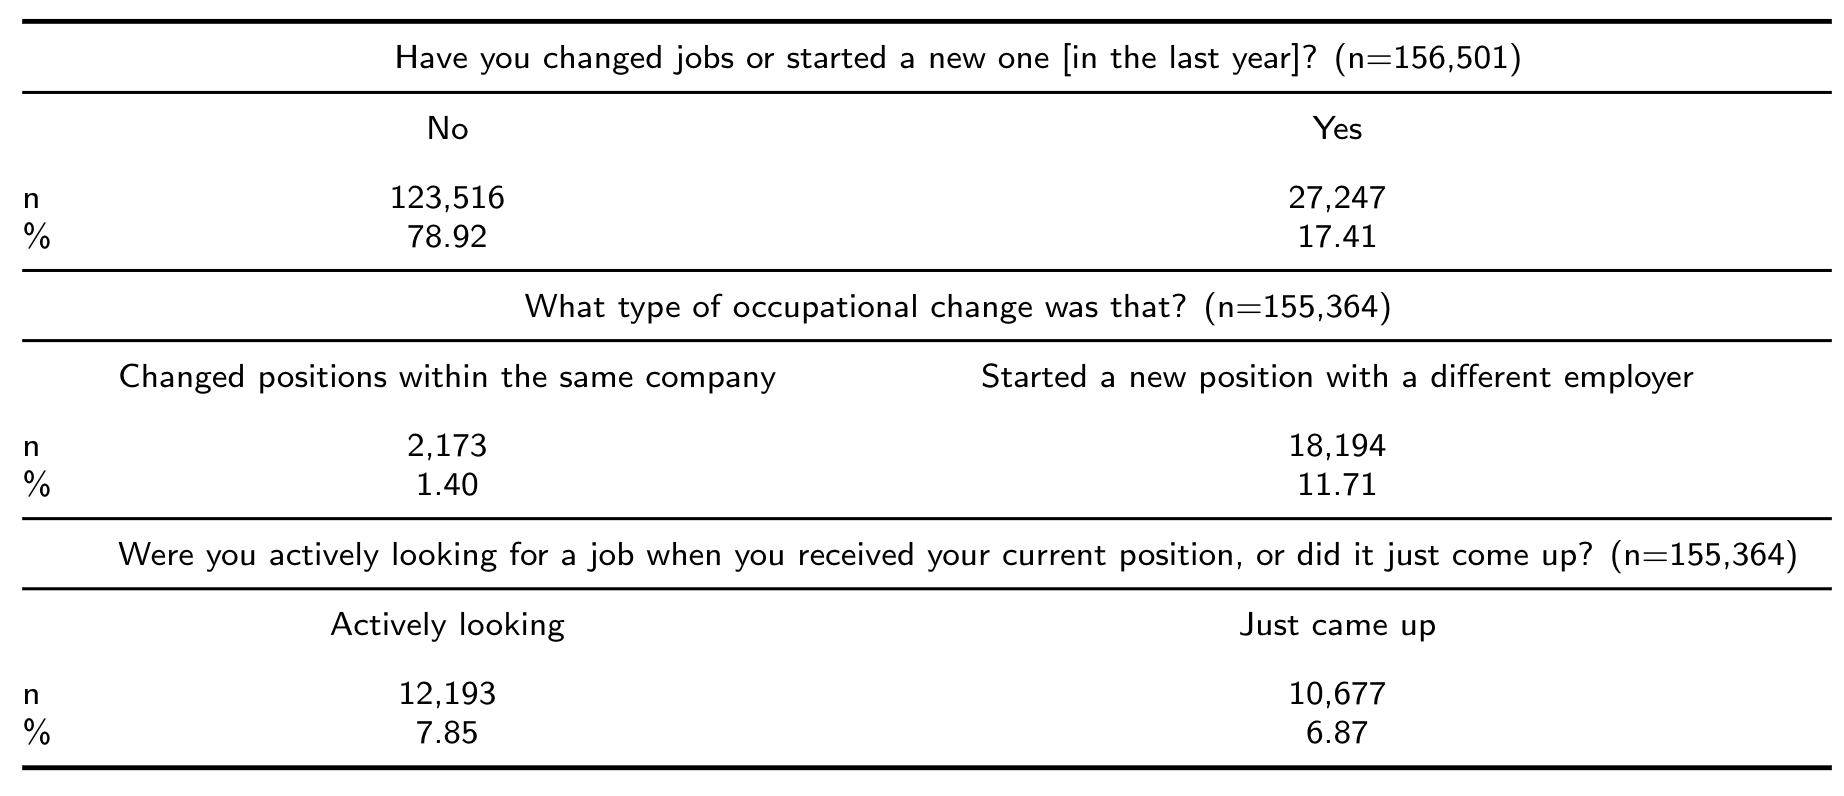 Have you changed jobs or started a new one [in the last year]? (n=156,501)
No Yes
n 123,516 27,247
% 78.92 17.41
What type of occupational change was that? (n=155,364)
Changed positions within the same company Started a new position with a different employer
n 2,173 18,194
% 1.40 11.71
Were you actively looking for a job when you received your current position, or did it just come up? (n=155,364)
Actively looking Just came up
n 12,193 10,677
% 7.85 6.87